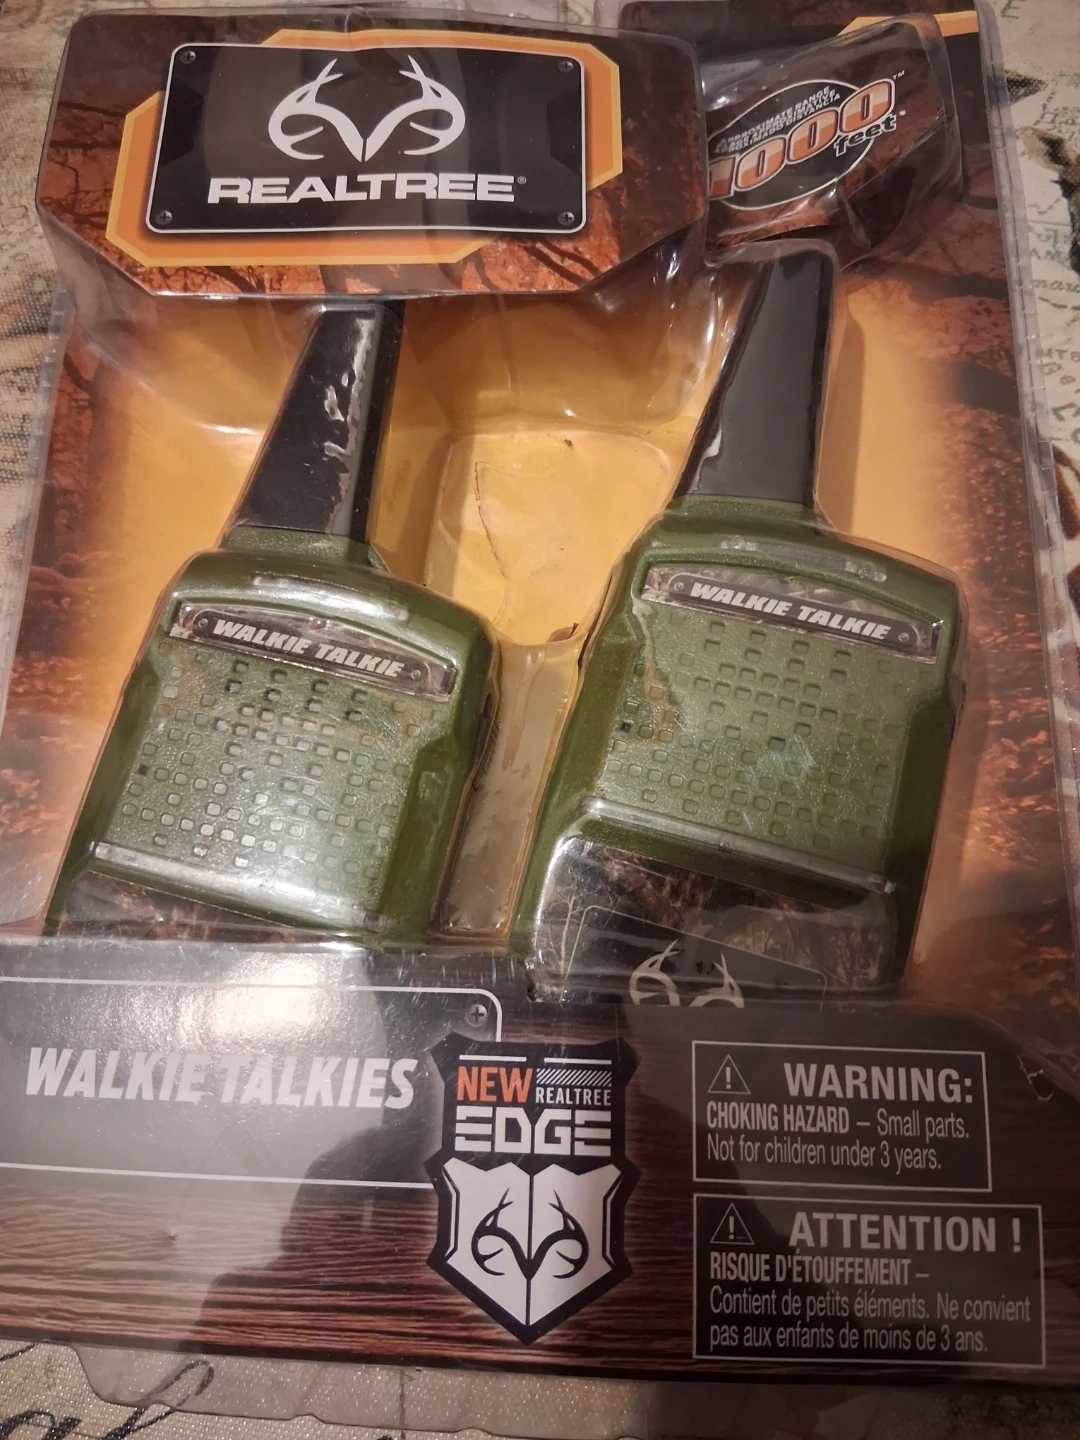 REALTREE®
APPROXIMATE RANGE
1000
feet*
WALKIE TALKIE
WALKIE TALKIE
WALKIE TALKIES
NEW
REALTREE
EDGE
WARNING:
CHOKING HAZARD – Small parts.
Not for children under 3 years.
ATTENTION !
RISQUE D'ÉTOUFFEMENT –
Contient de petits éléments. Ne convient
pas aux enfants de moins de 3 ans.